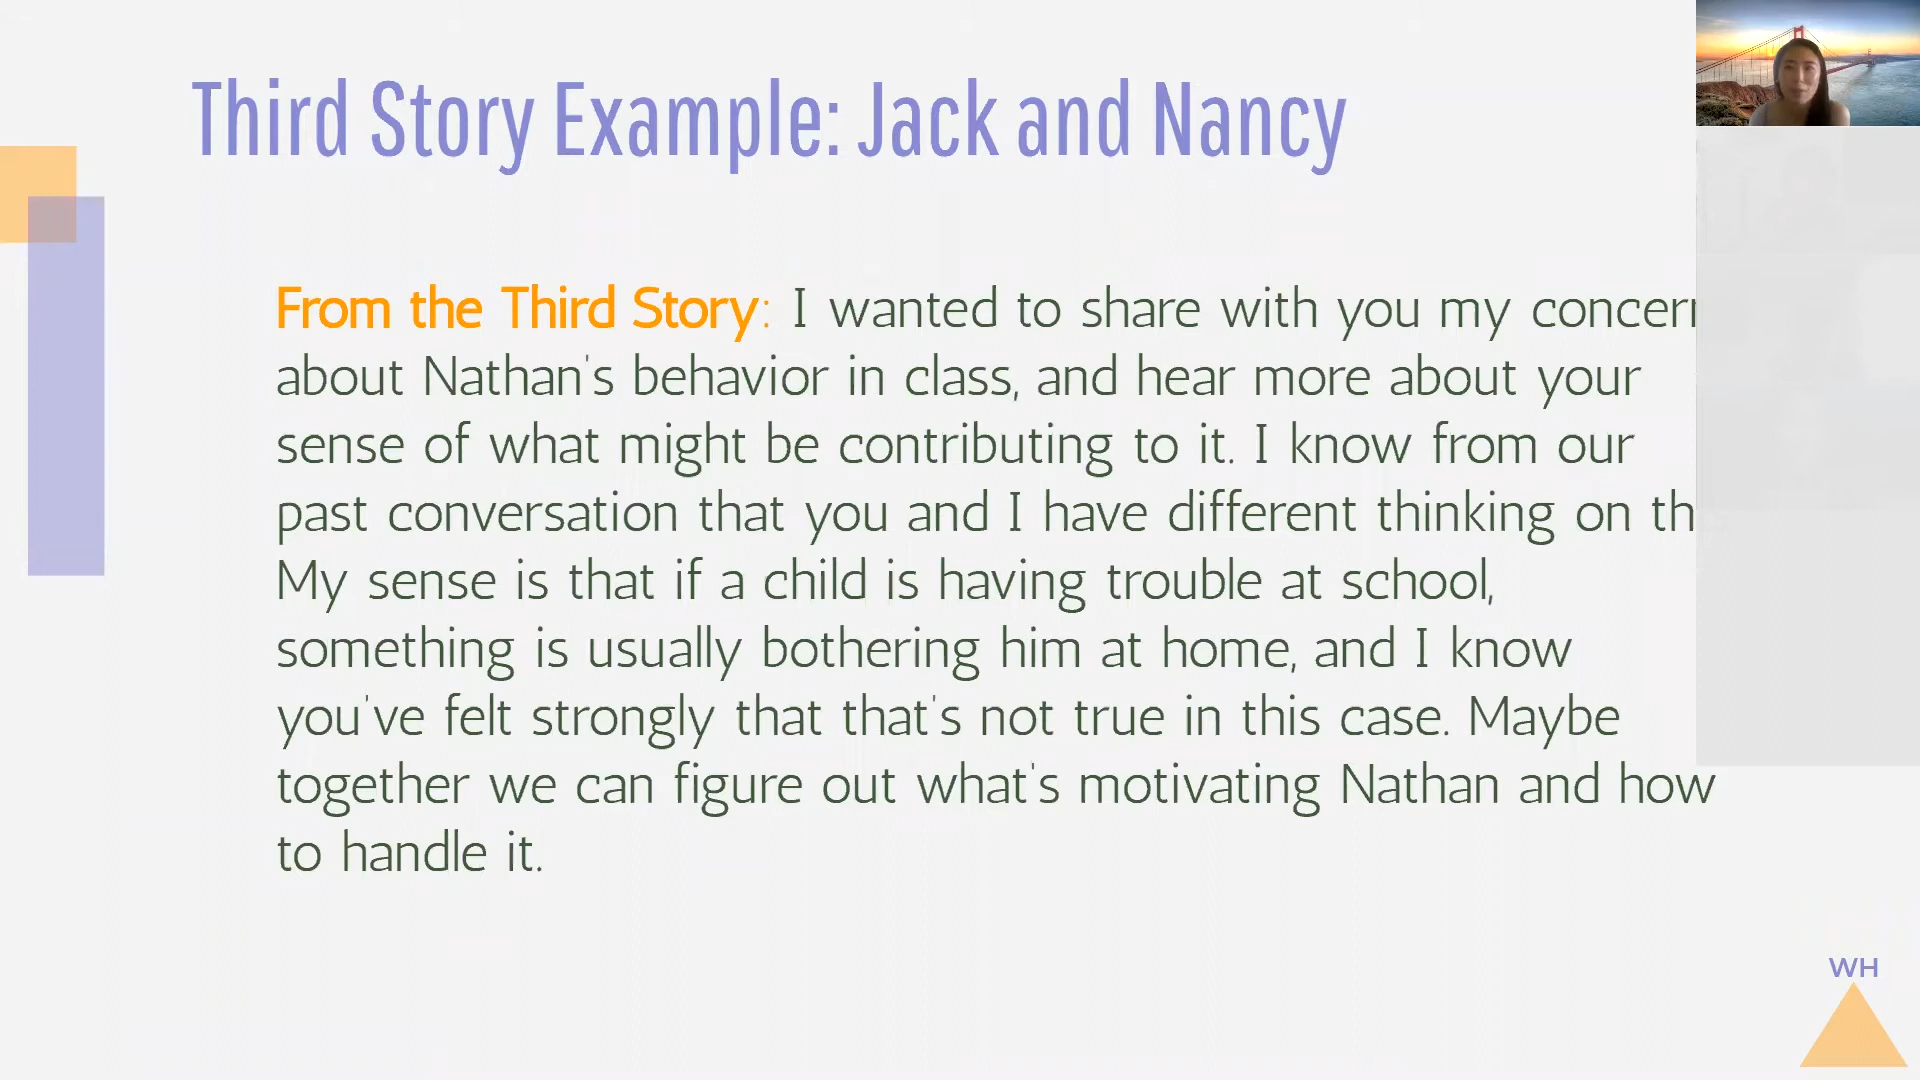 Third Story Example: Jack and Nancy
From the Third Story: I wanted to share with you my concern
about Nathan's behavior in class, and hear more about your
sense of what might be contributing to it. I know from our
past conversation that you and I have different thinking on
My sense is that if a child is having trouble at school,
something is usually bothering him at home, and I know
you've felt strongly that that's not true in this case. Maybe
together we can figure out what's motivating Nathan and how
to handle it.
WH